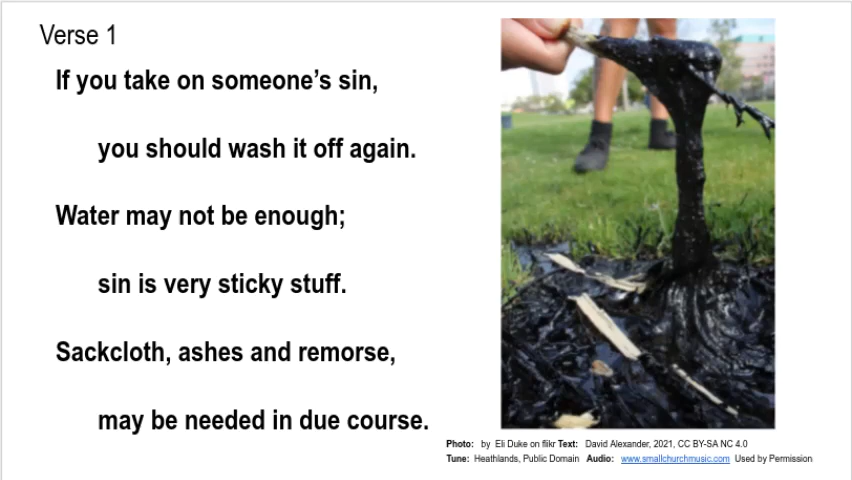 Verse 1
If you take on someone’s sin,
you should wash it off again.
Water may not be enough;
sin is very sticky stuff.
Sackcloth, ashes and remorse,
may be needed in due course.
Photo: by Eli Duke on flikr Text: David Alexander, 2021, CC BY-SA NC 4.0
Tune: Heathlands, Public Domain Audio: www.smallchurchmusic.com Used by Permission